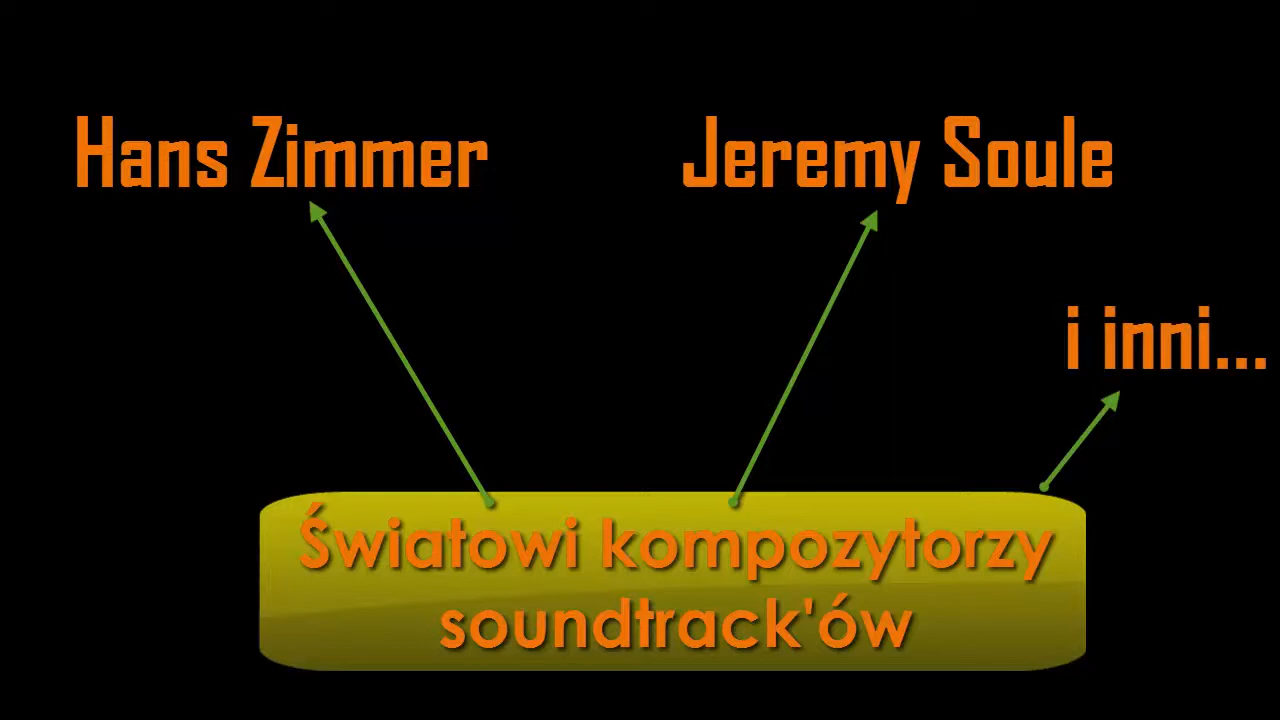 Hans Zimmer
Jeremy Soule
i inni...
Światowi kompozytorzy
soundtrack'ów